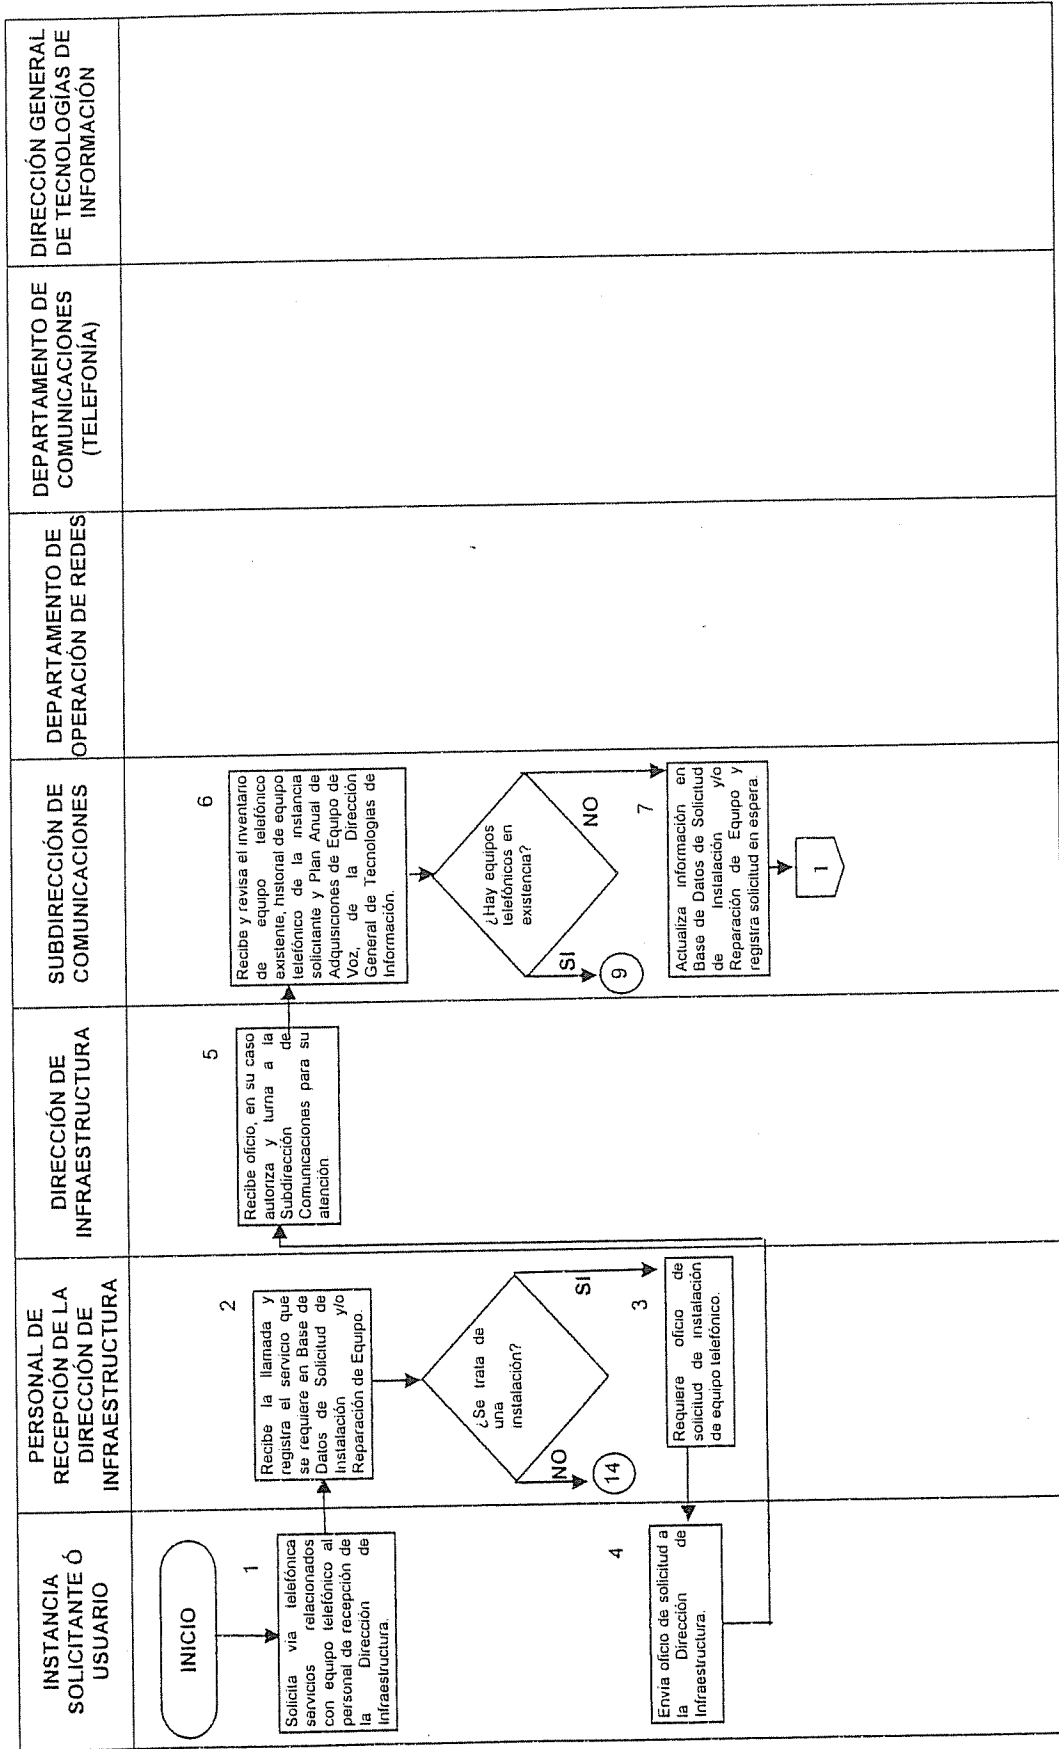 INSTANCIA
SOLICITANTE Ó
USUARIO
PERSONAL DE
RECEPCIÓN DE LA
DIRECCIÓN DE
INFRAESTRUCTURA
DIRECCIÓN DE
INFRAESTRUCTURA
SUBDIRECCIÓN DE
COMUNICACIONES
DEPARTAMENTO DE
OPERACIÓN DE REDES
DEPARTAMENTO DE
COMUNICACIONES
(TELEFONÍA)
DIRECCIÓN GENERAL
DE TECNOLOGÍAS DE
INFORMACIÓN
INICIO
1
Solicita vía telefónica
servicios relacionados
con equipo telefónico al
personal de recepción de
la Dirección de
Infraestructura.
2
Recibe la llamada y
registra el servicio que
se requiere en Base de
Datos de Solicitud de
Instalación y/o
Reparación de Equipo.
¿Se trata de
una
instalación?
NO
14
SI
3
Requiere oficio de
solicitud de instalación
de equipo telefónico.
4
Envía oficio de solicitud a
la Dirección de
Infraestructura.
5
Recibe oficio, en su caso
autoriza y turna a la
Subdirección de
Comunicaciones para su
atención
6
Recibe y revisa el inventario
de equipo telefónico
existente, historial de equipo
telefónico de la instancia
solicitante y Plan Anual de
Adquisiciones de Equipo de
Voz, de la Dirección
General de Tecnologías de
Información.
¿Hay equipos
telefónicos en
existencia?
SI
9
NO
7
Actualiza información en
Base de Datos de Solicitud
de Instalación y/o
Reparación de Equipo y
registra solicitud en espera.
1